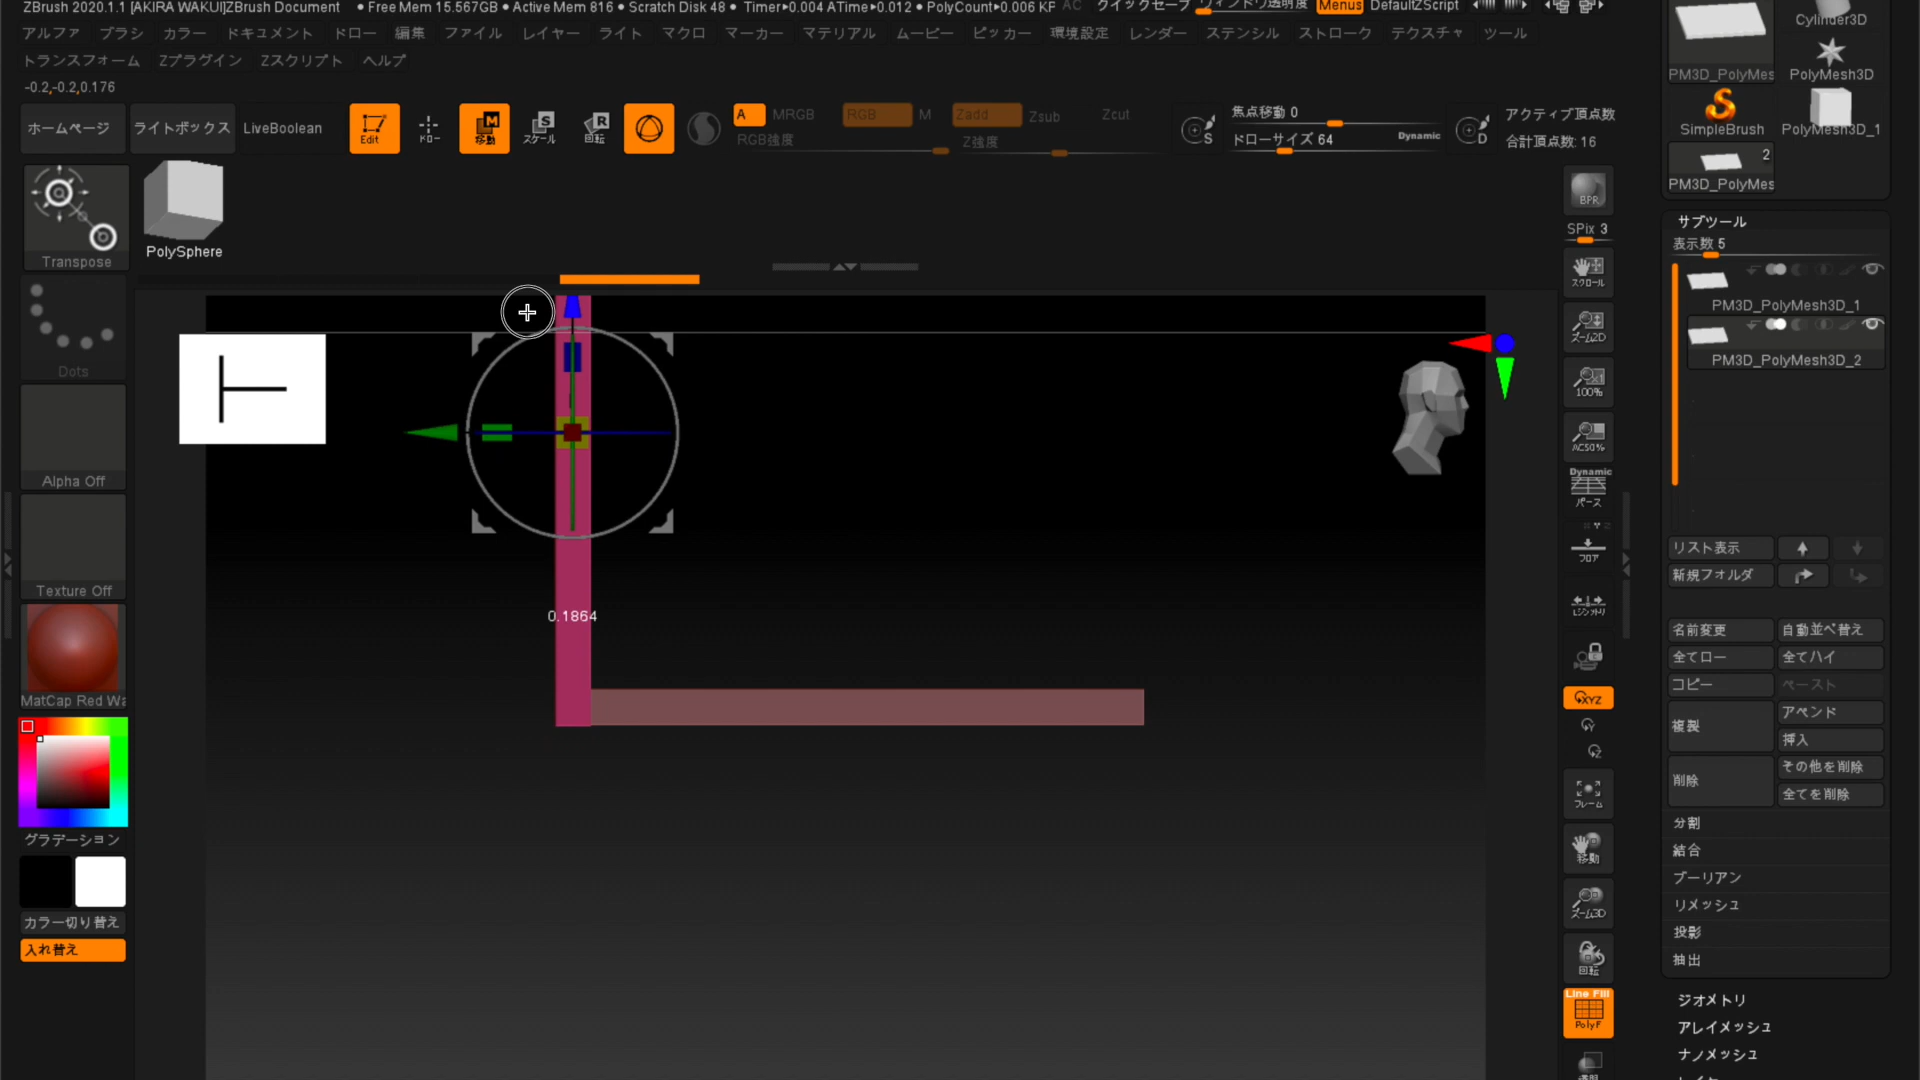 ZBrush 2020.1.1 [AKIRA WAKUI]ZBrush Document ● Free Mem 15.567GB ● Active Mem 816 ● Scratch Disk 48 ● Timer▸0.004 ATime▸0.012 ● PolyCount▸0.006 KP AC クイックセーブ ウィンドウ透明度 Menus DefaultZScript
アルファ ブラシ カラー ドキュメント ドロー 編集 ファイル レイヤー ライト マクロ マーカー マテリアル ムービー ピッカー 環境設定 レンダー ステンシル ストローク テクスチャ ツール
トランスフォーム Zプラグイン Zスクリプト ヘルプ
-0.2,-0.2,0.176
ホームページ ライトボックス LiveBoolean Edit ドロー 移動 スケール 回転
M S R
A MRGB RGB M Zadd Zsub Zcut
RGB強度 Z強度
S 焦点移動 0
ドローサイズ 64 Dynamic D
アクティブ頂点数
合計頂点数: 16
Transpose
PolySphere
Dots
Alpha Off
Texture Off
MatCap Red Wa
グラデーション
カラー切り替え
入れ替え
0.1864
BPR
SPix 3
スクロール
ズーム2D
100%
AC50%
Dynamic
パース
フロア
XYZ
フレーム
移動
ズーム3D
回転
Line Fill
PolyF
Cylinder3D
PM3D_PolyMes
PolyMesh3D
SimpleBrush
PolyMesh3D_1
2
PM3D_PolyMes
サブツール
表示数 5
PM3D_PolyMesh3D_1
PM3D_PolyMesh3D_2
リスト表示
新規フォルダ
名前変更 自動並べ替え
全てロー 全てハイ
コピー ペースト
複製 アペンド
挿入
削除 その他を削除
全てを削除
分割
結合
ブーリアン
リメッシュ
投影
抽出
ジオメトリ
アレイメッシュ
ナノメッシュ